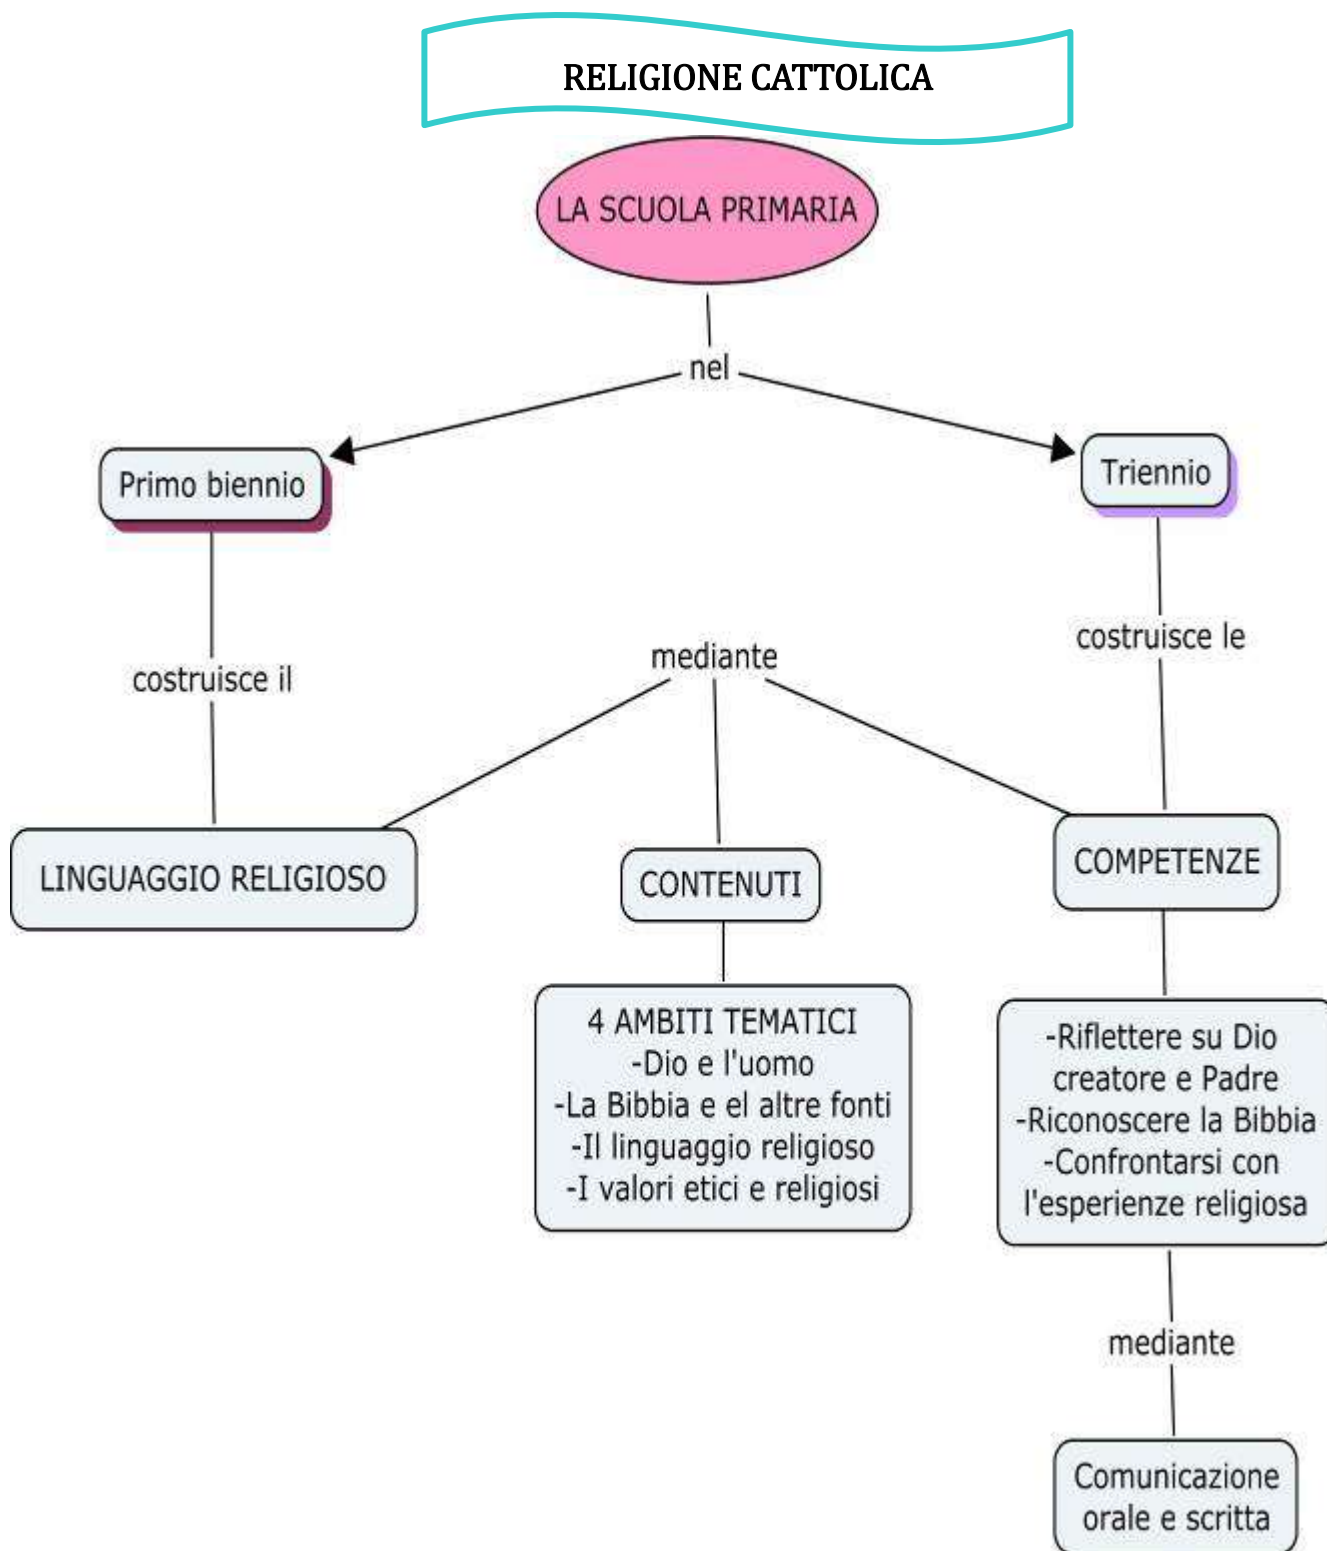 RELIGIONE CATTOLICA
LA SCUOLA PRIMARIA
nel
Primo biennio
Triennio
costruisce il
mediante
costruisce le
LINGUAGGIO RELIGIOSO
CONTENUTI
COMPETENZE
4 AMBITI TEMATICI
-Dio e l'uomo
-La Bibbia e el altre fonti
-Il linguaggio religioso
-I valori etici e religiosi
-Riflettere su Dio
creatore e Padre
-Riconoscere la Bibbia
-Confrontarsi con
l'esperienze religiosa
mediante
Comunicazione
orale e scritta